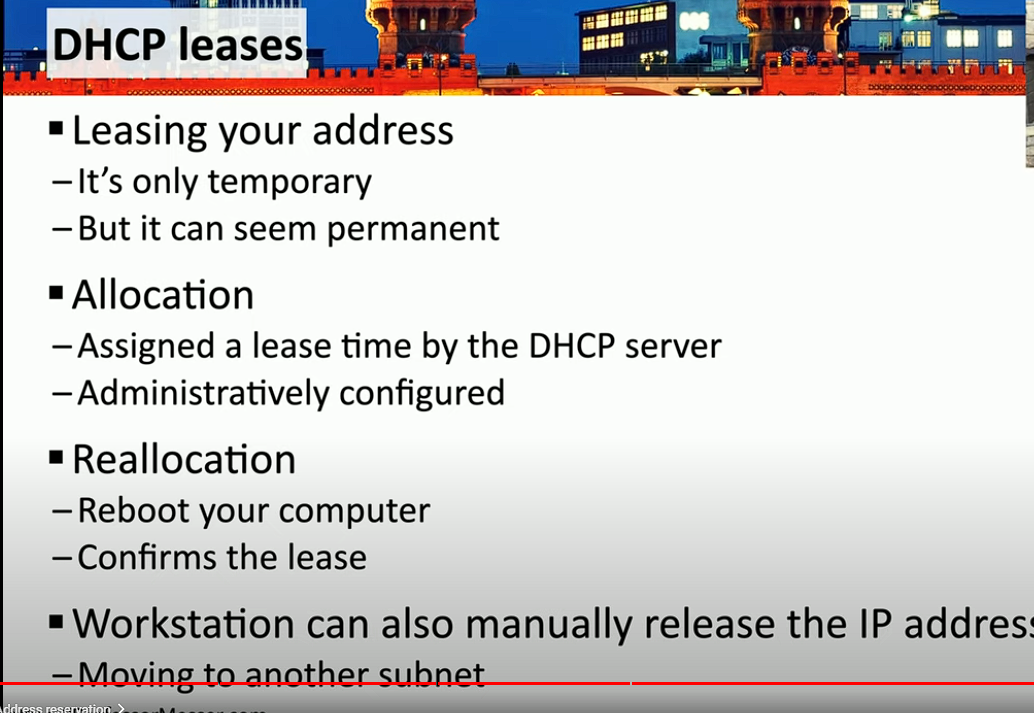 DHCP leases
Leasing your address
–It's only temporary
–But it can seem permanent
Allocation
–Assigned a lease time by the DHCP server
–Administratively configured
Reallocation
–Reboot your computer
–Confirms the lease
Workstation can also manually release the IP address
–Moving to another subnet
Address reservation